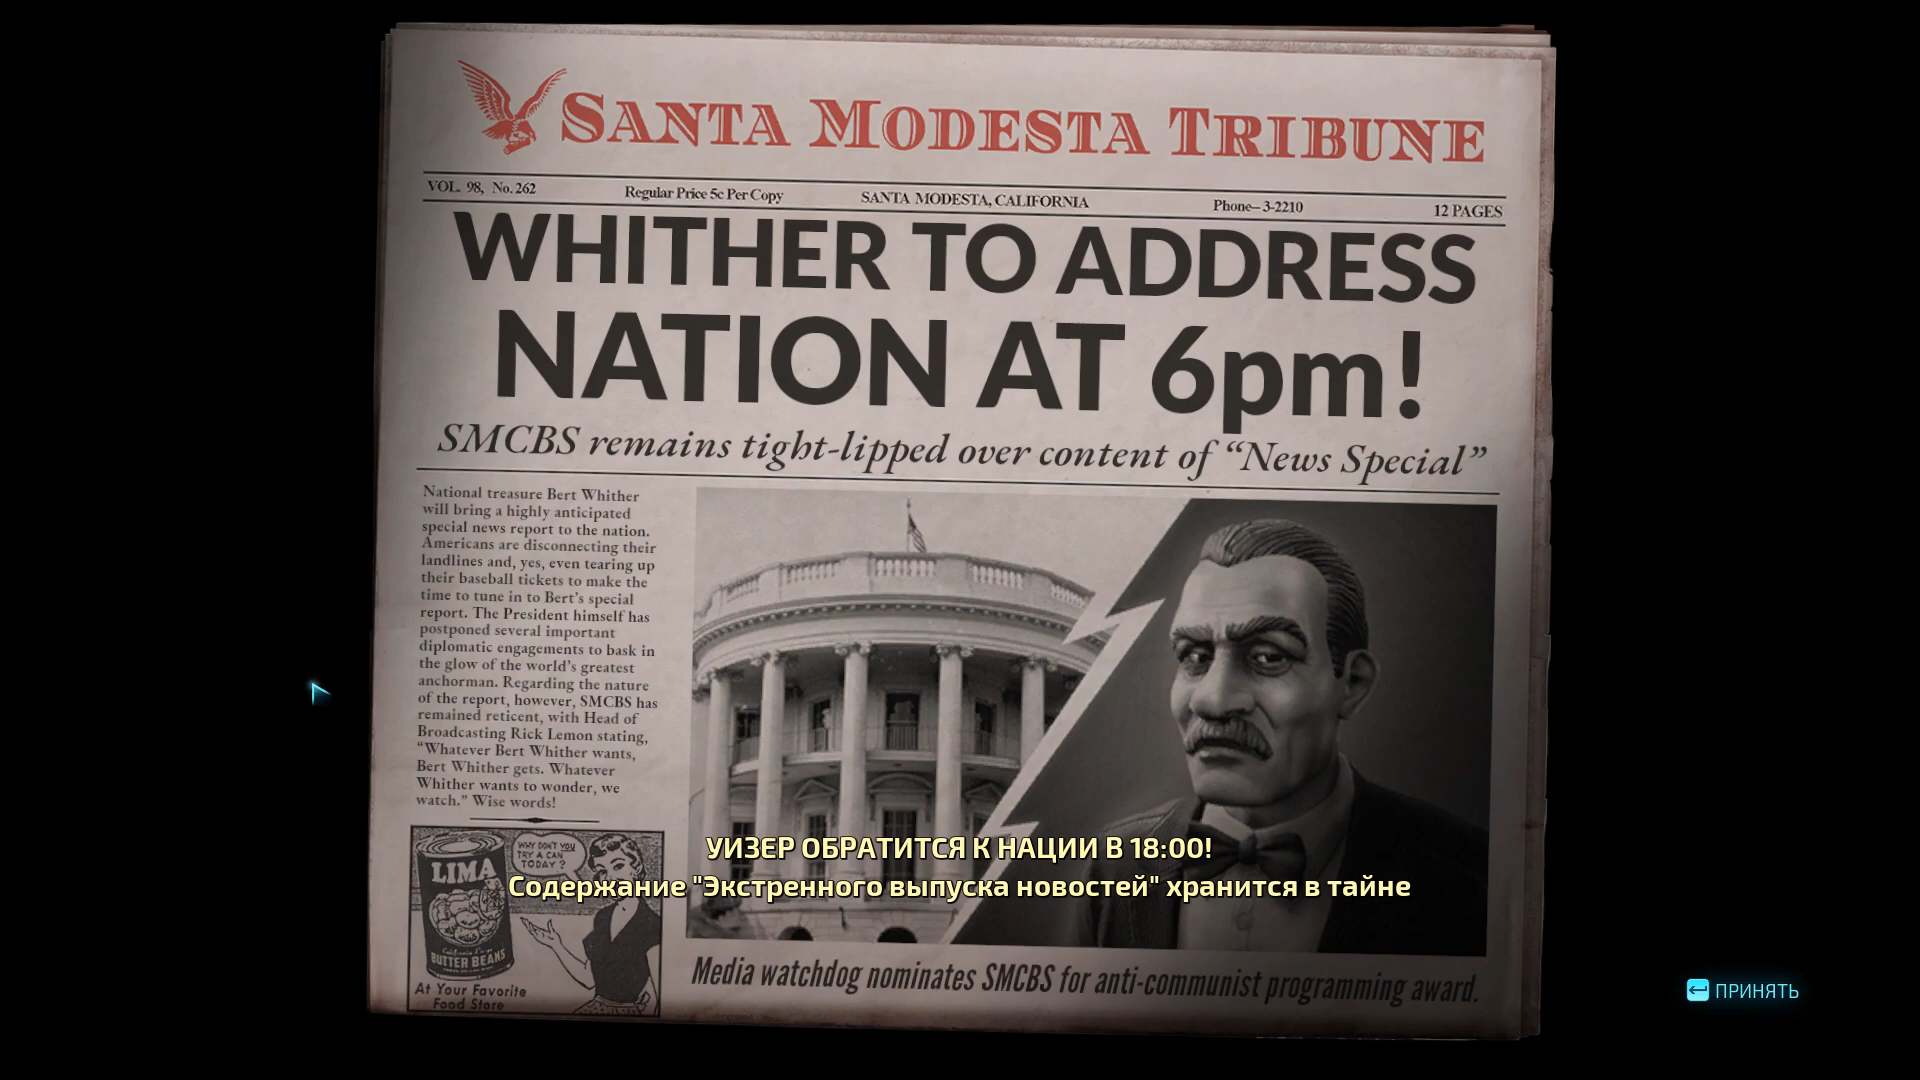 SANTA MODESTA TRIBUNE
VOL. 98, No. 262 Regular Price 5c Per Copy SANTA MODESTA, CALIFORNIA Phone– 3-2210 12 PAGES
WHITHER TO ADDRESS
NATION AT 6pm!
SMCBS remains tight-lipped over content of “News Special”
National treasure Bert Whither
will bring a highly anticipated
special news report to the nation.
Americans are disconnecting their
landlines and, yes, even tearing up
their baseball tickets to make the
time to tune in to Bert’s special
report. The President himself has
postponed several important
diplomatic engagements to bask in
the glow of the world’s greatest
anchorman. Regarding the nature
of the report, however, SMCBS has
remained reticent, with Head of
Broadcasting Rick Lemon stating,
“Whatever Bert Whither wants,
Bert Whither gets. Whatever
Whither wants to wonder, we
watch.” Wise words!
WHY DON'T YOU
TRY A CAN
TODAY?
LIMA
BUTTER BEANS
At Your Favorite
Food Store
УИЗЕР ОБРАТИТСЯ К НАЦИИ В 18:00!
Содержание "Экстренного выпуска новостей" хранится в тайне
Media watchdog nominates SMCBS for anti-communist programming award.
ПРИНЯТЬ